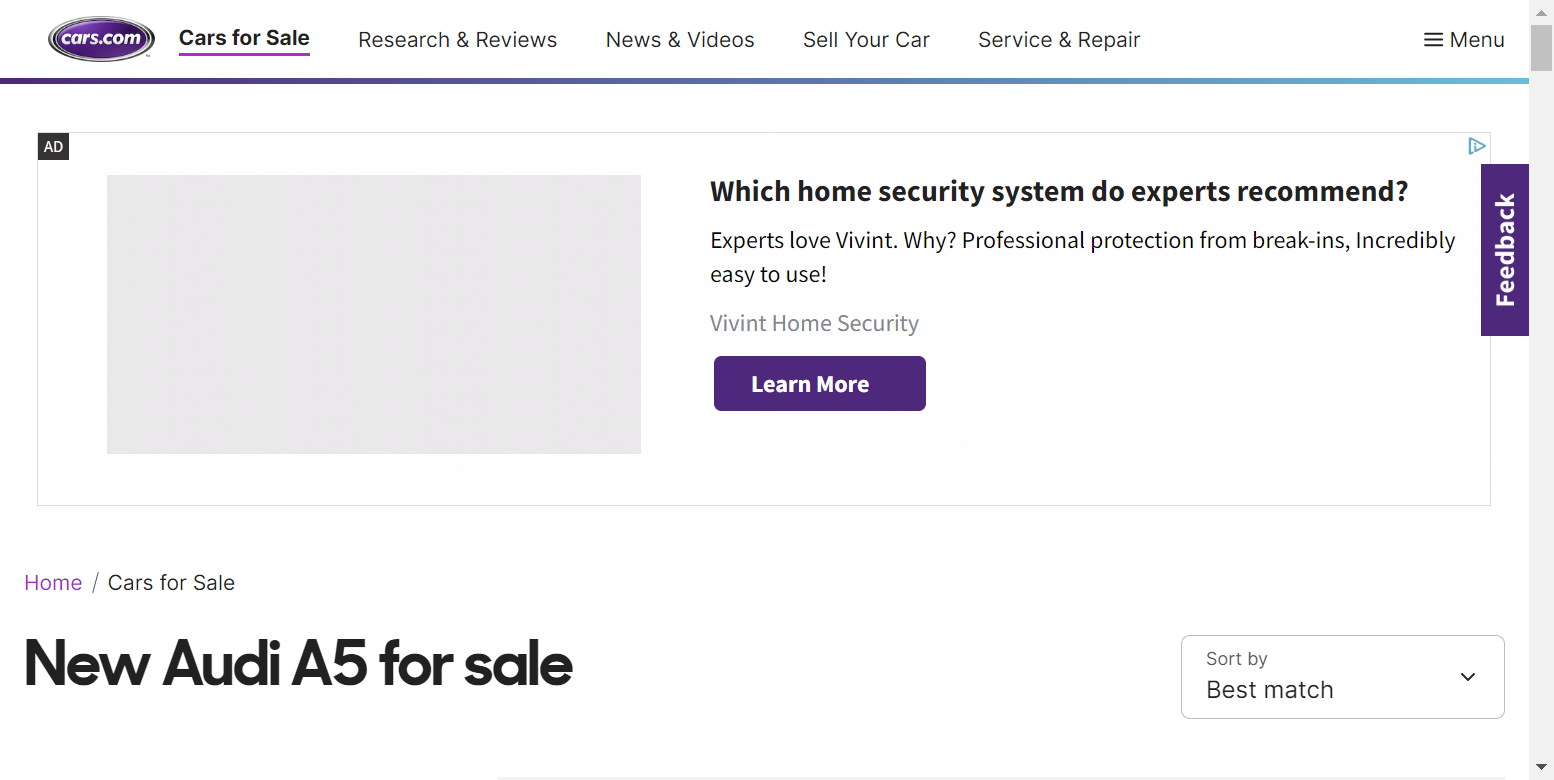 cars.com
Cars for Sale
Research & Reviews
News & Videos
Sell Your Car
Service & Repair
Menu
AD
Which home security system do experts recommend?
Experts love Vivint. Why? Professional protection from break-ins, Incredibly
easy to use!
Vivint Home Security
Learn More
Feedback
Home / Cars for Sale
New Audi A5 for sale
Sort by
Best match